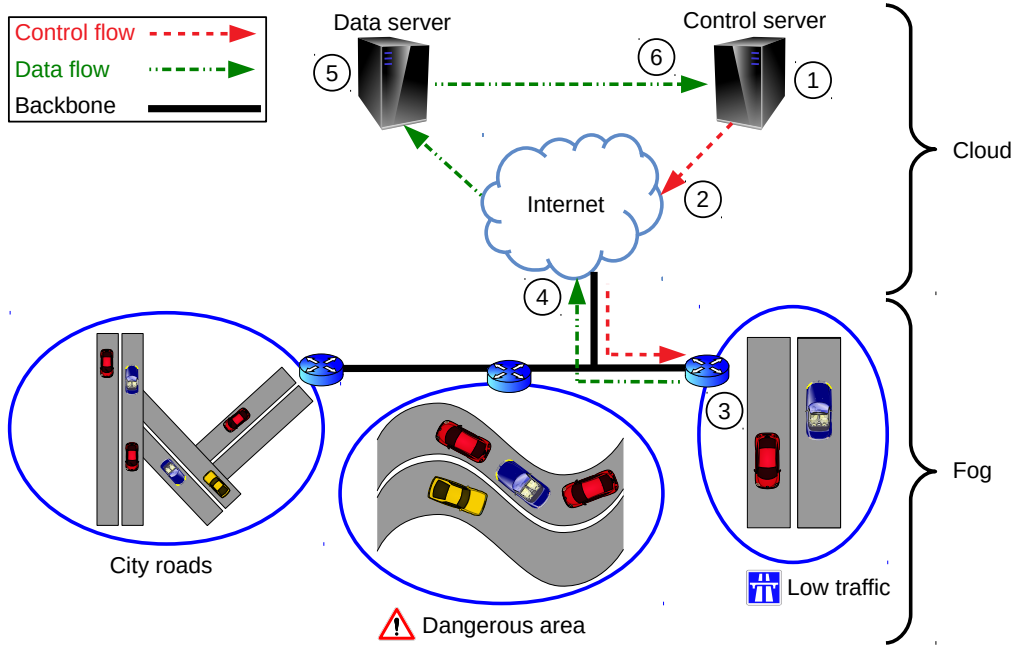 Control flow
Data flow
Backbone
Data server
Control server
5
6
1
Cloud
Internet
2
4
3
Fog
City roads
Low traffic
Dangerous area